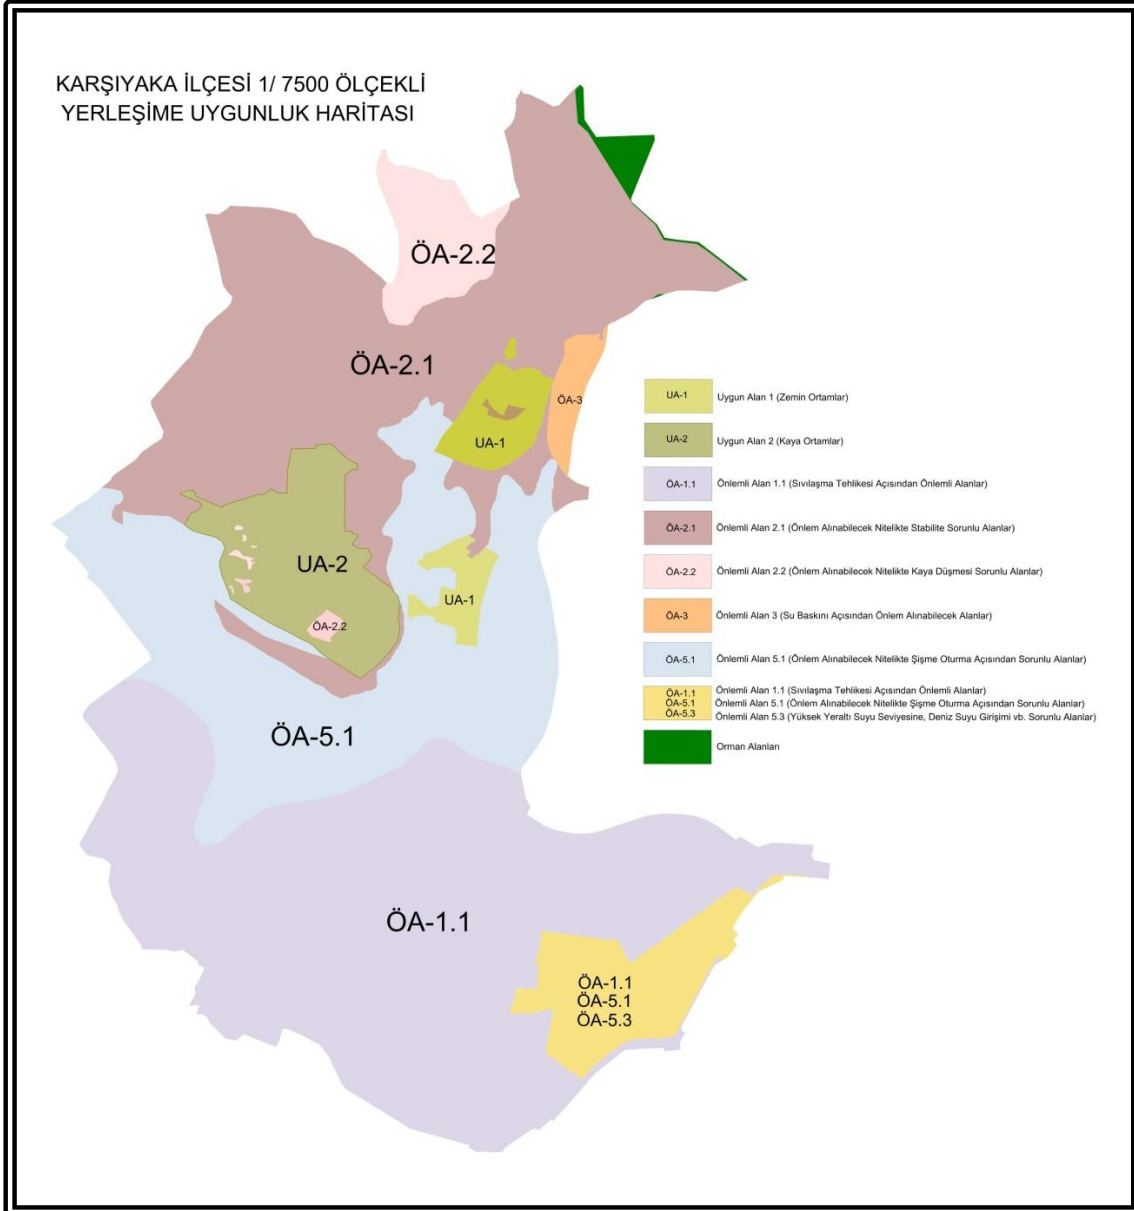 KARŞIYAKA İLÇESİ 1/ 7500 ÖLÇEKLİ
YERLEŞİME UYGUNLUK HARİTASI
ÖA-2.2
ÖA-2.1
ÖA-3
UA-1
UA-2
UA-1
ÖA-2.2
ÖA-5.1
ÖA-1.1
ÖA-1.1
ÖA-5.1
ÖA-5.3
UA-1 Uygun Alan 1 (Zemin Ortamlar)
UA-2 Uygun Alan 2 (Kaya Ortamlar)
ÖA-1.1 Önlemli Alan 1.1 (Sıvılaşma Tehlikesi Açısından Önlemli Alanlar)
ÖA-2.1 Önlemli Alan 2.1 (Önlem Alınabilecek Nitelikte Stabilite Sorunlu Alanlar)
ÖA-2.2 Önlemli Alan 2.2 (Önlem Alınabilecek Nitelikte Kaya Düşmesi Sorunlu Alanlar)
ÖA-3 Önlemli Alan 3 (Su Baskını Açısından Önlem Alınabilecek Alanlar)
ÖA-5.1 Önlemli Alan 5.1 (Önlem Alınabilecek Nitelikte Şişme Oturma Açısından Sorunlu Alanlar)
ÖA-1.1 Önlemli Alan 1.1 (Sıvılaşma Tehlikesi Açısından Önlemli Alanlar)
ÖA-5.1 Önlemli Alan 5.1 (Önlem Alınabilecek Nitelikte Şişme Oturma Açısından Sorunlu Alanlar)
ÖA-5.3 Önlemli Alan 5.3 (Yüksek Yeraltı Suyu Seviyesine, Deniz Suyu Girişimi vb. Sorunlu Alanlar)
Orman Alanları